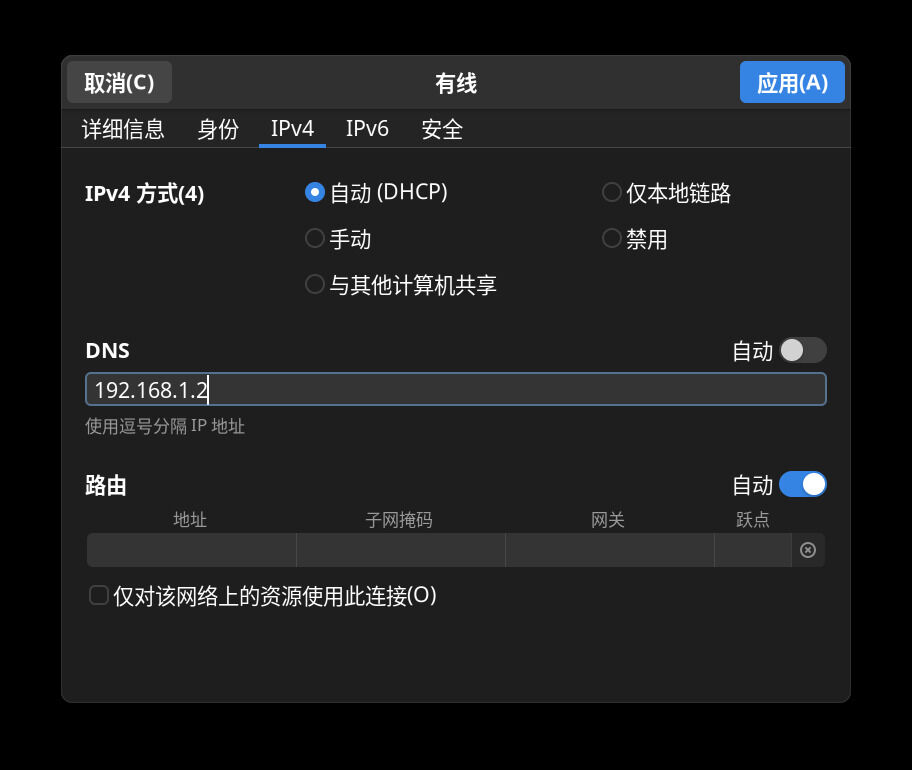 取消(C) 有线 应用(A)
详细信息 身份 IPv4 IPv6 安全
IPv4 方式(4) 自动 (DHCP) 仅本地链路
手动 禁用
与其他计算机共享
DNS 自动
192.168.1.2
使用逗号分隔 IP 地址
路由 自动
地址 子网掩码 网关 跃点
仅对该网络上的资源使用此连接(O)